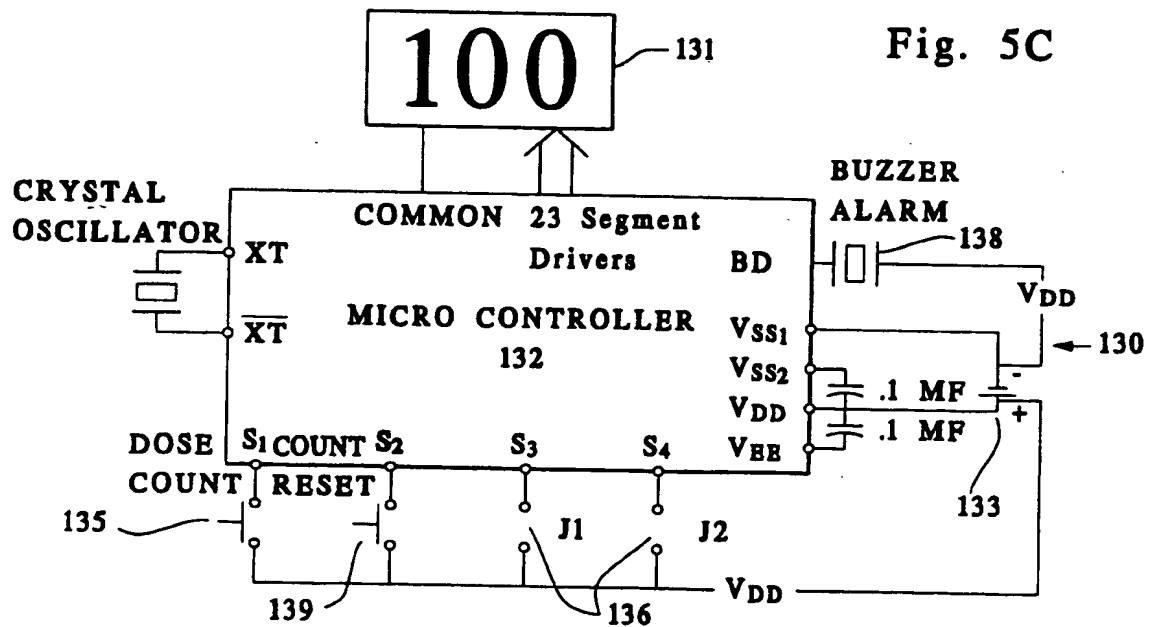 Fig. 5C
100
131
CRYSTAL
OSCILLATOR
COMMON 23 Segment
Drivers
BUZZER
ALARM
138
XT
BD
VDD
XT
MICRO CONTROLLER
132
VSS1
130
VSS2
-
.1 MF
VDD
+
.1 MF
VEE
133
DOSE
COUNT
S1
COUNT
RESET
S2
S3
S4
135
J1
J2
139
136
VDD